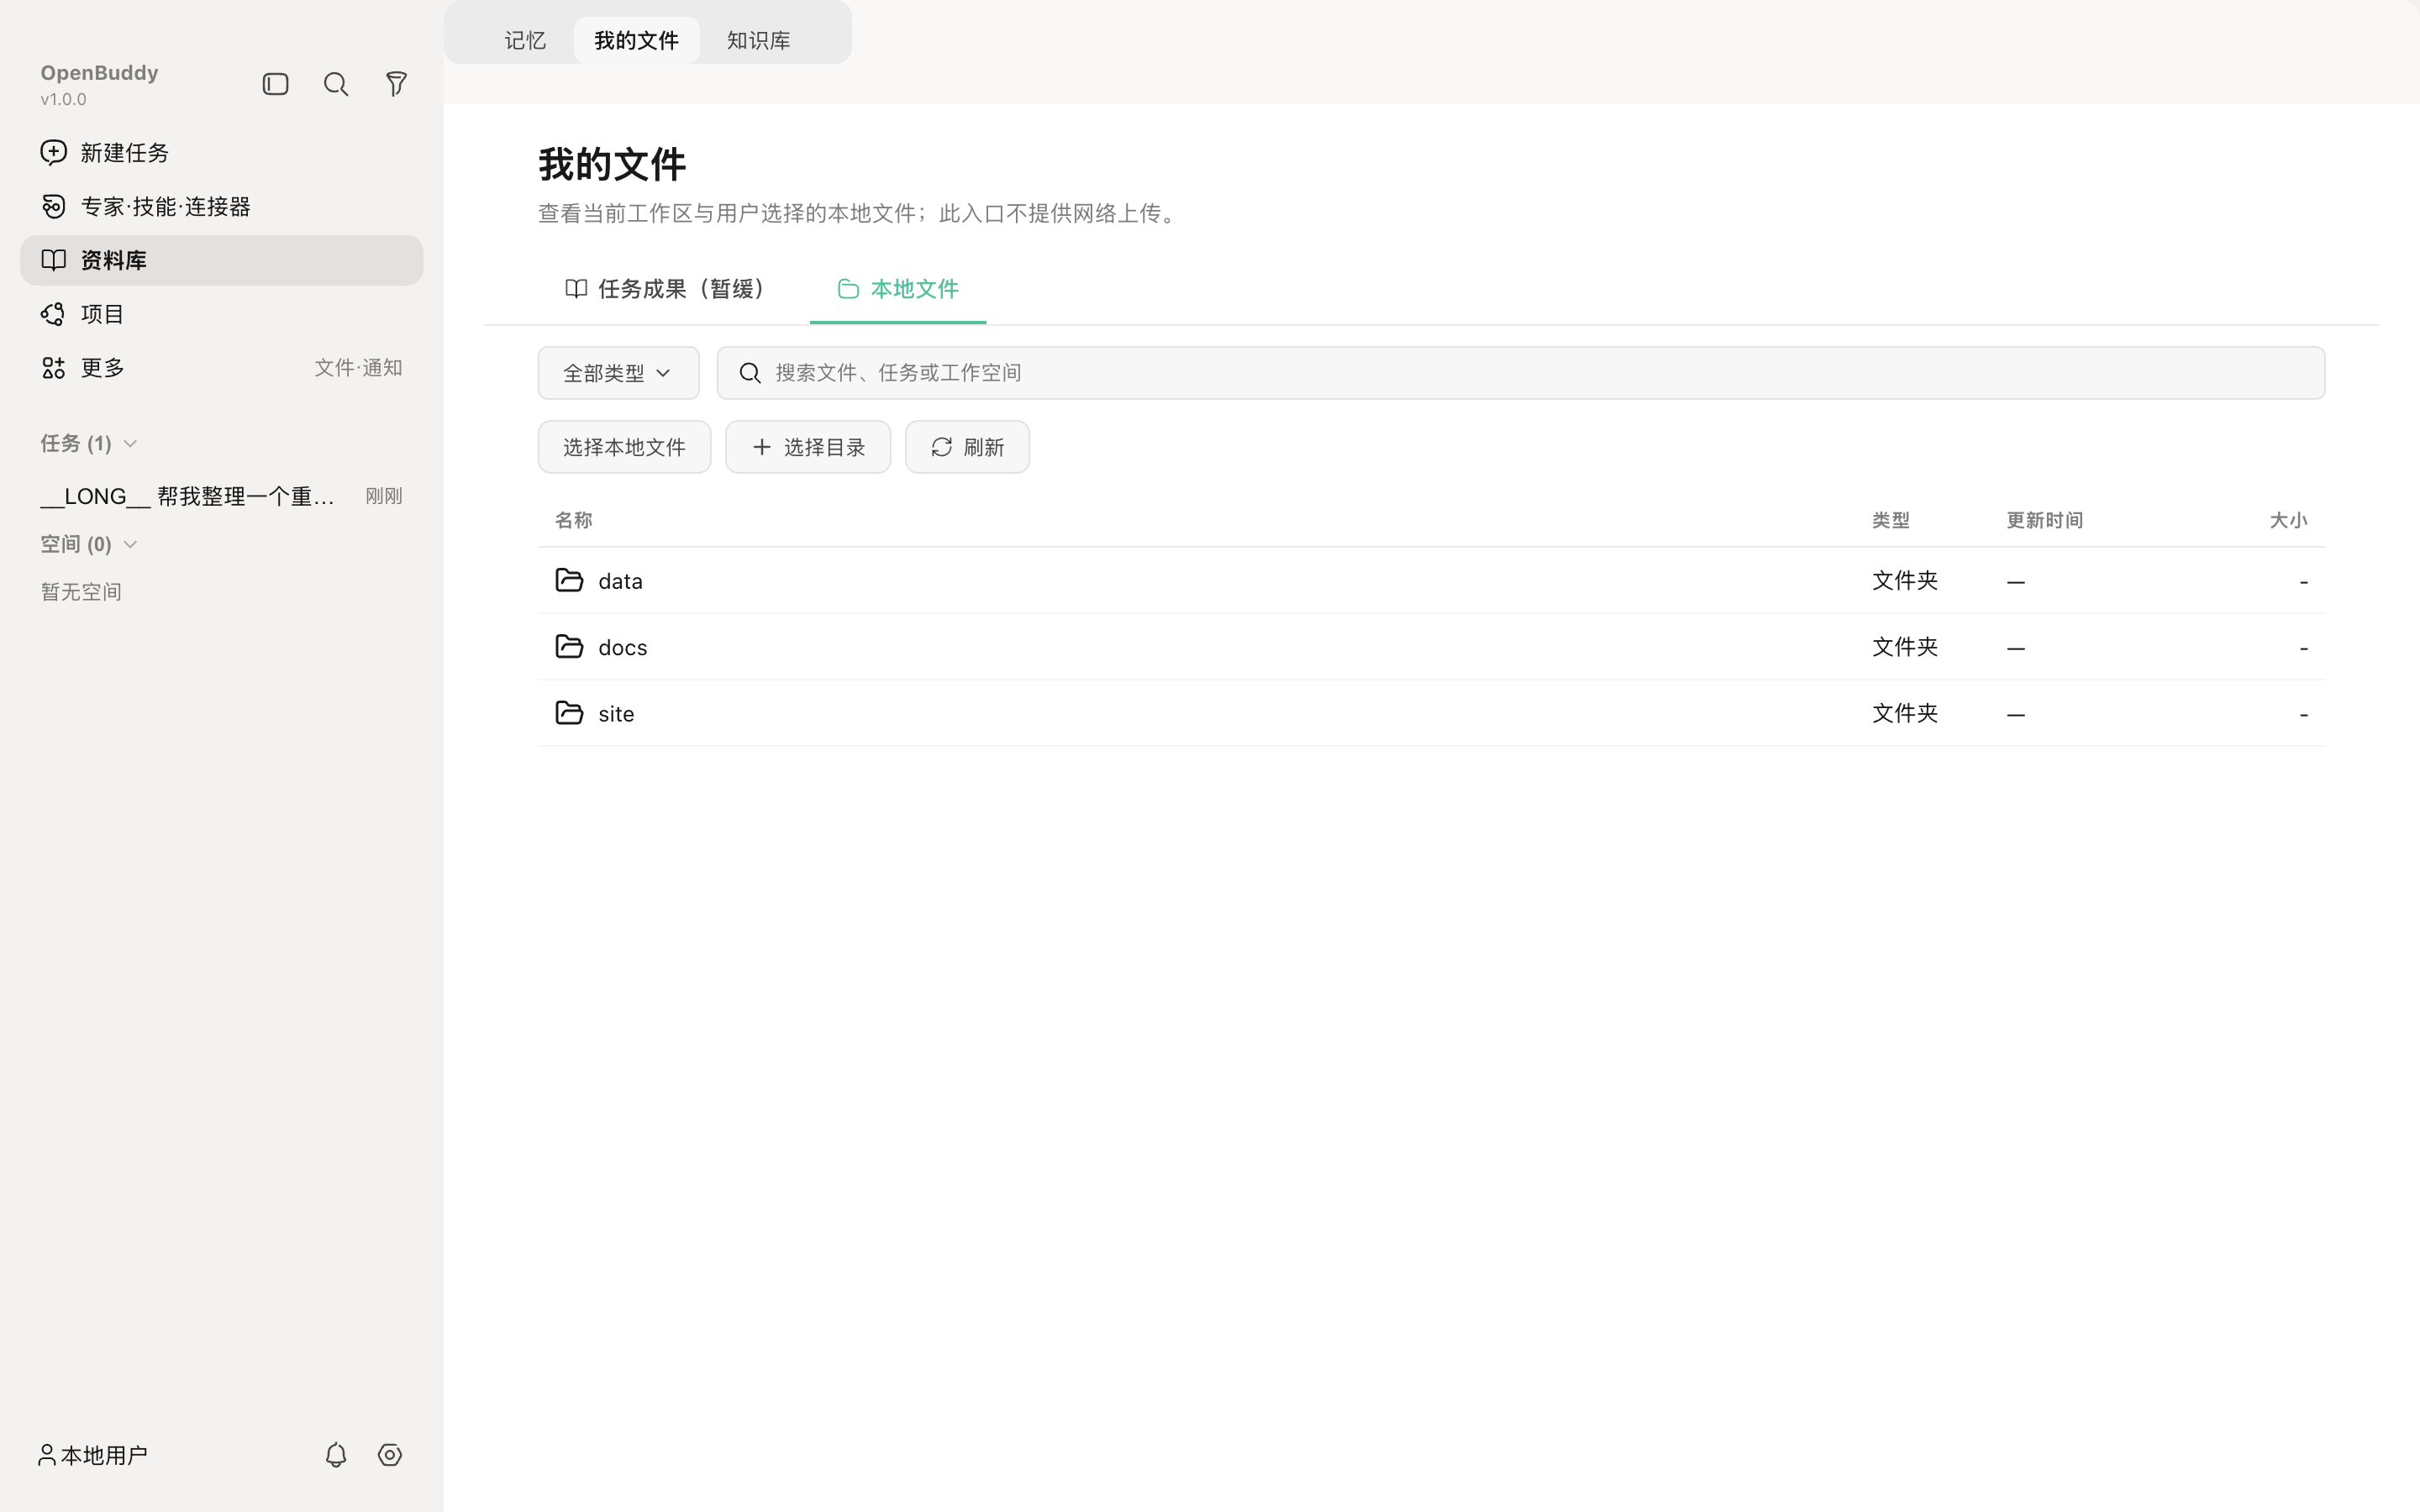 OpenBuddy
v1.0.0
新建任务
专家·技能·连接器
资料库
项目
更多 文件·通知
任务 (1)
__LONG__ 帮我整理一个重... 刚刚
空间 (0)
暂无空间
本地用户
记忆 我的文件 知识库
我的文件
查看当前工作区与用户选择的本地文件；此入口不提供网络上传。
任务成果（暂缓） 本地文件
全部类型 搜索文件、任务或工作空间
选择本地文件 选择目录 刷新
名称 类型 更新时间 大小
data 文件夹 — -
docs 文件夹 — -
site 文件夹 — -